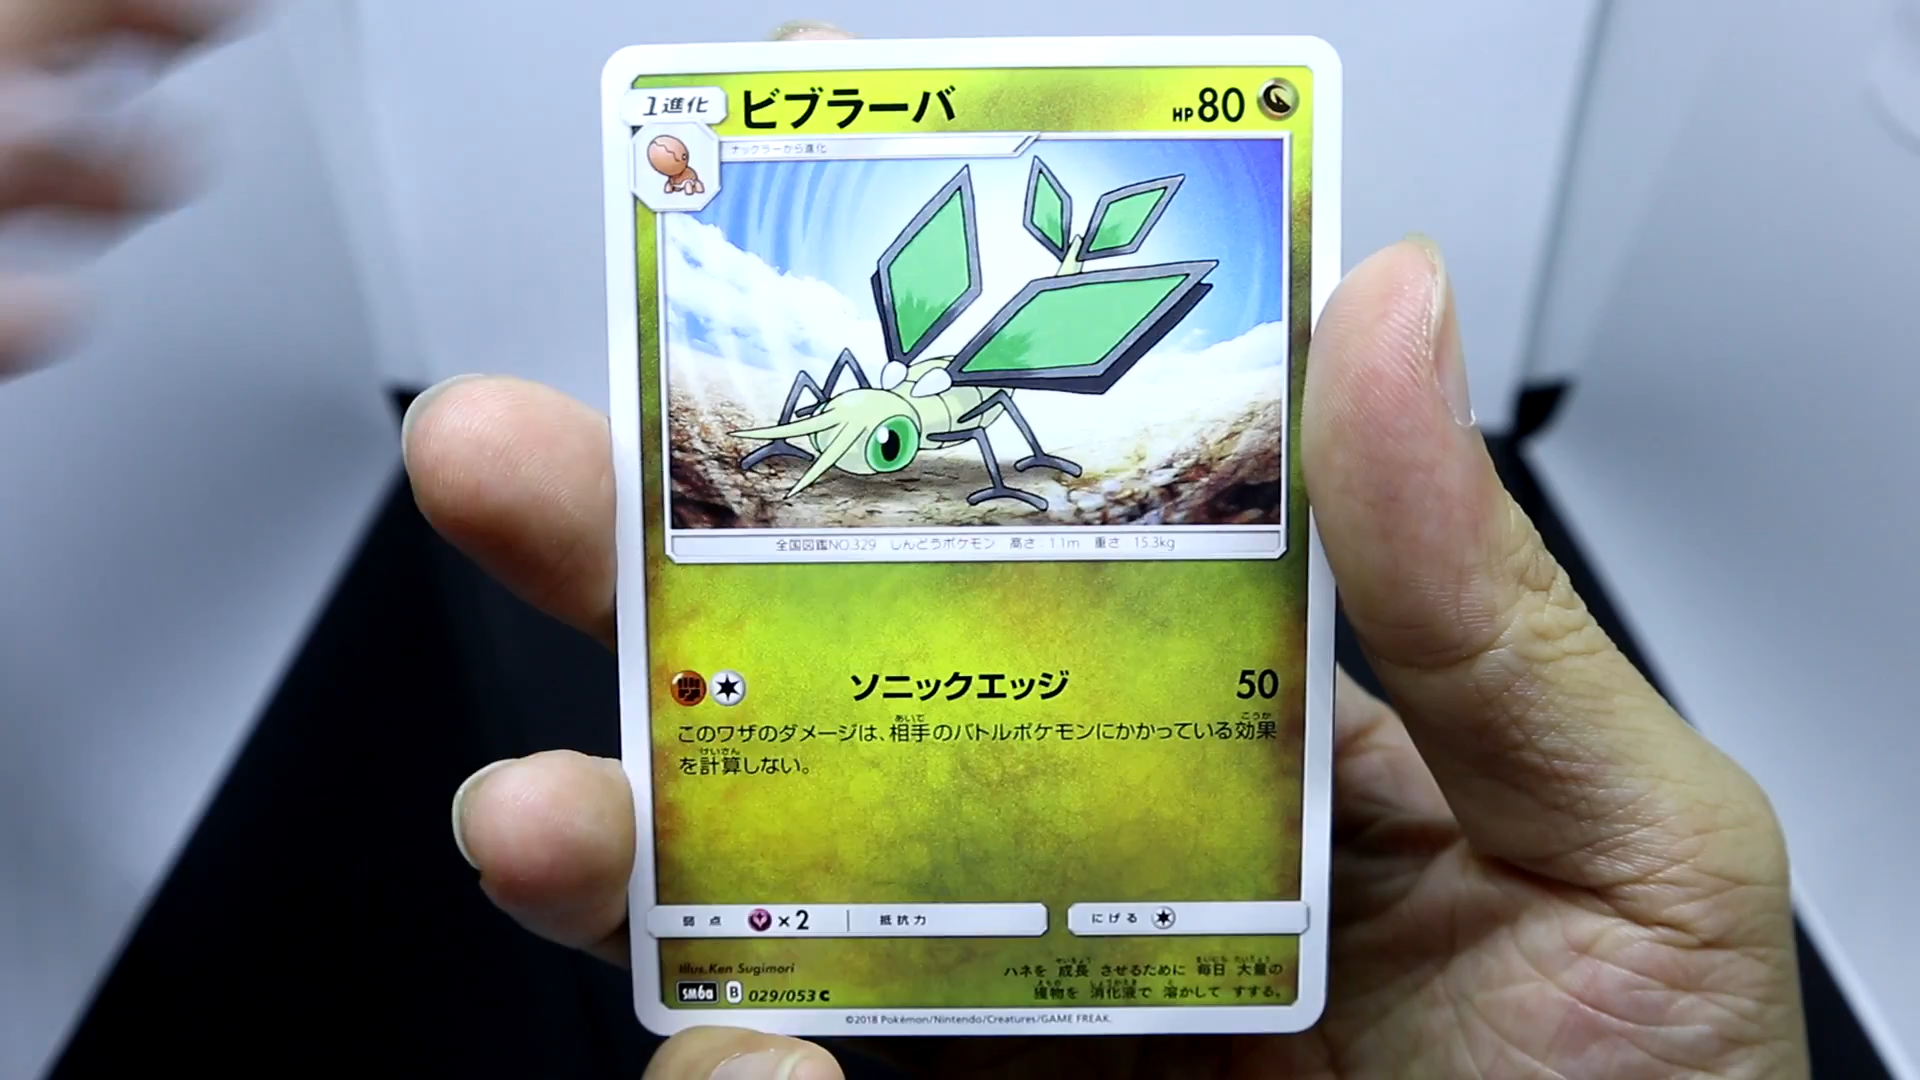 1進化 ビブラーバ HP 80
ナックラーから進化
全国図鑑NO.329 しんどうポケモン 高さ:1.1m 重さ:15.3kg
ソニックエッジ 50
このワザのダメージは、相手のバトルポケモンにかかっている効果
を計算しない。
弱点 ×2 抵抗力 にげる
Illus.Ken Sugimori
ハネを 成長 させるために 毎日 大量の
獲物を 消化液で 溶かして すする。
SM6a B 029/053 C
©2018 Pokémon/Nintendo/Creatures/GAME FREAK.